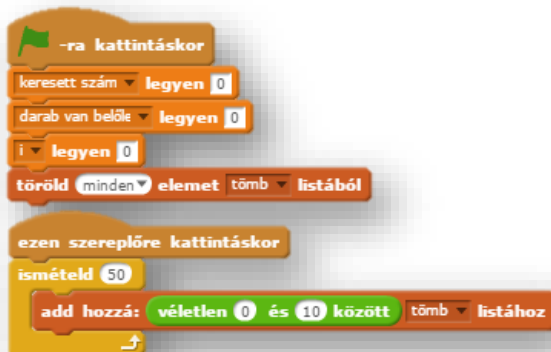 -ra kattintáskor
keresett szám legyen 0
darab van belőle legyen 0
i legyen 0
töröld minden elemet tömb listából
ezen szereplőre kattintáskor
ismételd 50
add hozzá: véletlen 0 és 10 között tömb listához